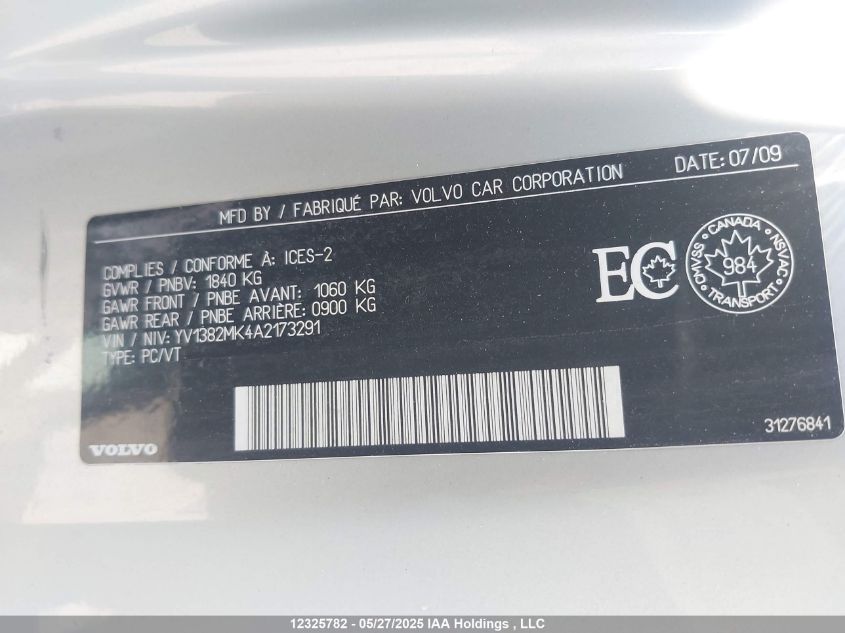 MFD BY / FABRIQUÉ PAR: VOLVO CAR CORPORATION DATE: 07/09
COMPLIES / CONFORME À: ICES-2
GVWR / PNBV: 1840 KG
GAWR FRONT / PNBE AVANT: 1060 KG
GAWR REAR / PNBE ARRIÈRE: 0900 KG
VIN / NIV: YV1382MK4A2173291
TYPE: PC/VT
EC
CANADA
CMVSS
984
NSVAC
TRANSPORT
VOLVO
31276841
12325782 - 05/27/2025 IAA Holdings , LLC